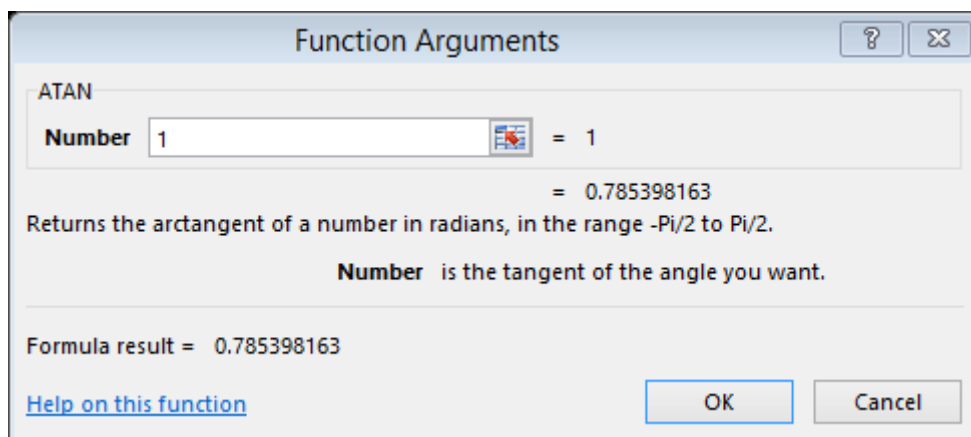 Function Arguments
ATAN
Number 1 = 1
= 0.785398163
Returns the arctangent of a number in radians, in the range -Pi/2 to Pi/2.
Number is the tangent of the angle you want.
Formula result = 0.785398163
Help on this function OK Cancel